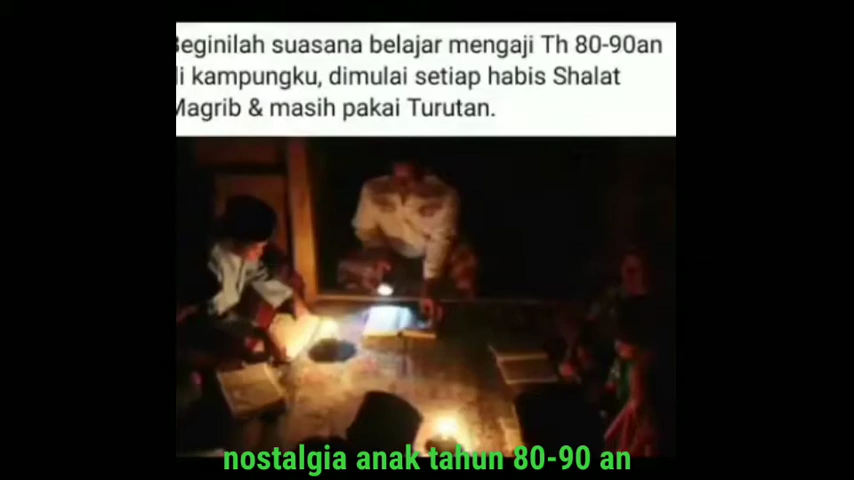 Beginilah suasana belajar mengaji Th 80-90an
di kampungku, dimulai setiap habis Shalat
Magrib & masih pakai Turutan.
nostalgia anak tahun 80-90 an